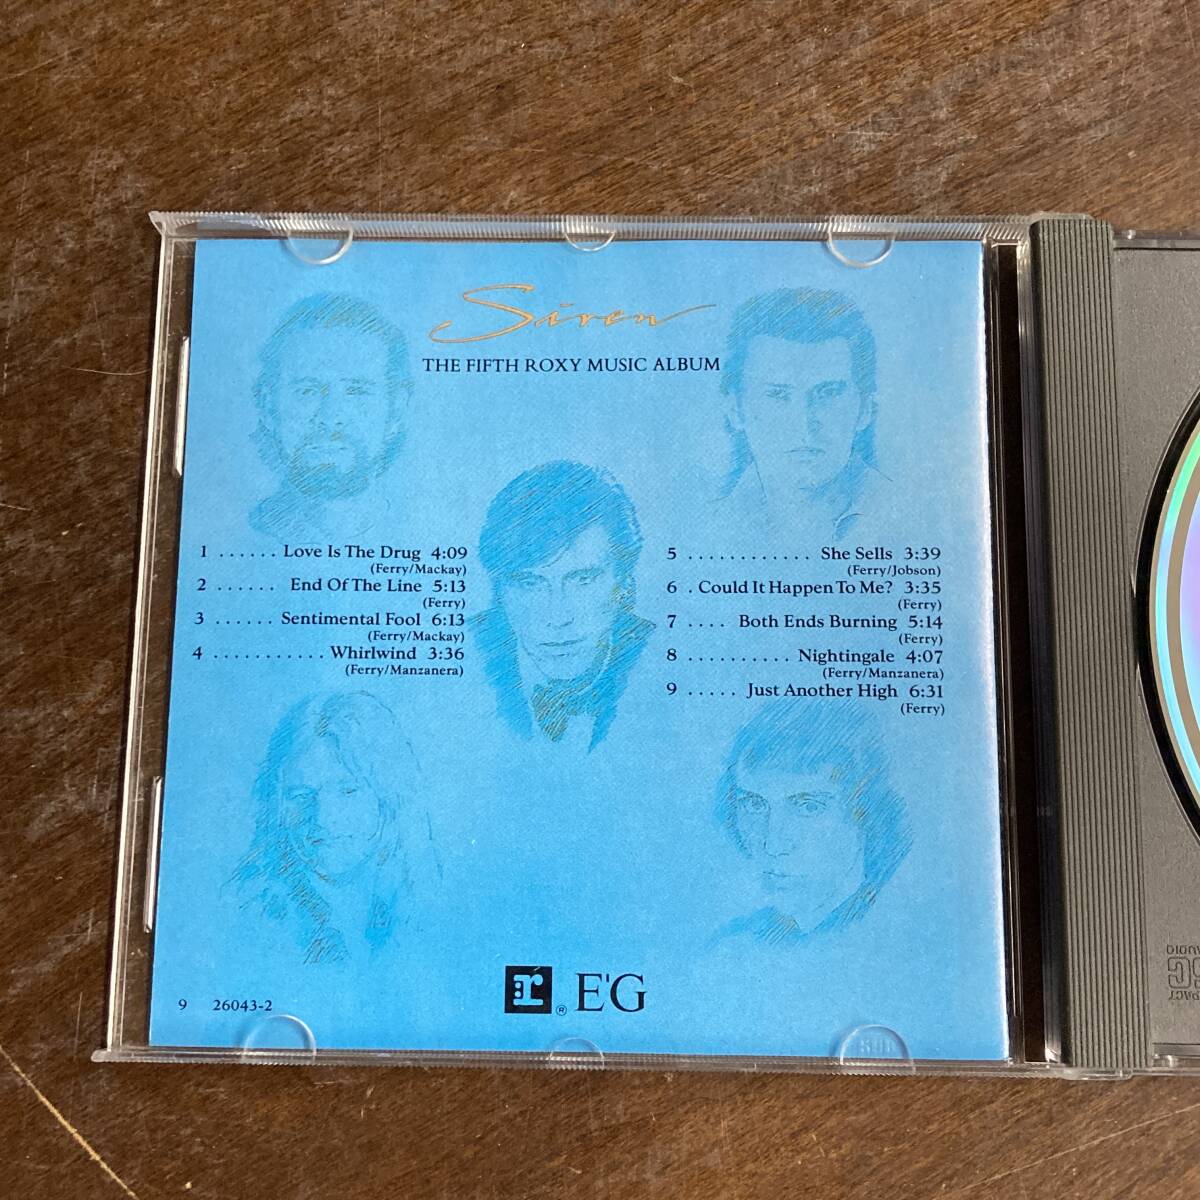 Siren
THE FIFTH ROXY MUSIC ALBUM
1 ...... Love Is The Drug 4:09
(Ferry/Mackay)
2 ...... End Of The Line 5:13
(Ferry)
3 ...... Sentimental Fool 6:13
(Ferry/Mackay)
4 ........... Whirlwind 3:36
(Ferry/Manzanera)
5 ............ She Sells 3:39
(Ferry/Jobson)
6 . Could It Happen To Me? 3:35
(Ferry)
7 .... Both Ends Burning 5:14
(Ferry)
8 .......... Nightingale 4:07
(Ferry/Manzanera)
9 ..... Just Another High 6:31
(Ferry)
r ® E'G
9 26043-2